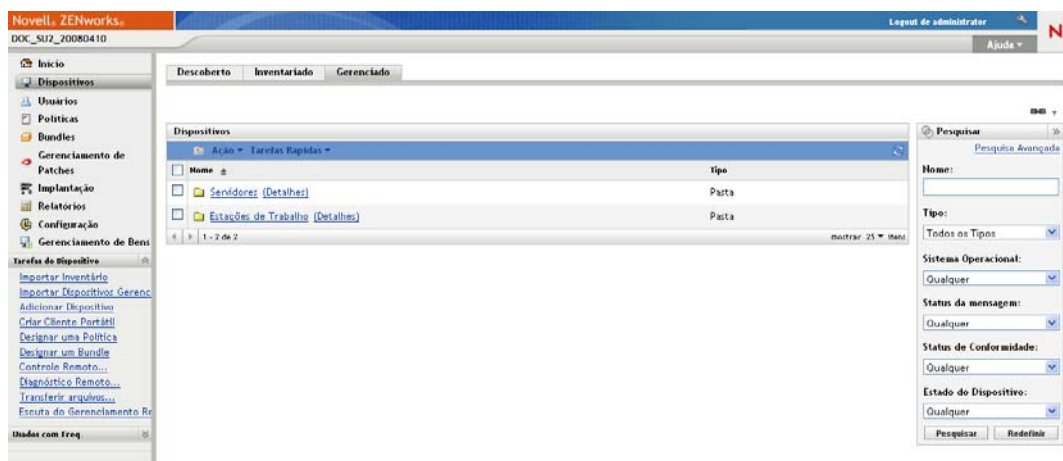 Novell® ZENworks®
Logout de administrator
DOC_SU2_20080410
N
Ajuda
Início
Dispositivos
Usuários
Políticas
Bundles
Gerenciamento de
Patches
Implantação
Relatórios
Configuração
Gerenciamento de Bens
Tarefas do Dispositivo
Importar Inventário
Importar Dispositivos Gerenc
Adicionar Dispositivo
Criar Cliente Portátil
Designar uma Política
Designar um Bundle
Controle Remoto...
Diagnóstico Remoto...
Transferir arquivos...
Escuta do Gerenciamento Re
Usados com Freq
Descoberto Inventariado Gerenciado
Dispositivos
Ação Tarefas Rapidas
Nome Tipo
Servidores (Detalhes) Pasta
Estações de Trabalho (Detalhes) Pasta
1 - 2 de 2 mostrar 25 itens
Pesquisar
Pesquisa Avançada
Nome:
Tipo:
Todos os Tipos
Sistema Operacional:
Qualquer
Status da mensagem:
Qualquer
Status de Conformidade:
Qualquer
Estado do Dispositivo:
Qualquer
Pesquisar Redefinir